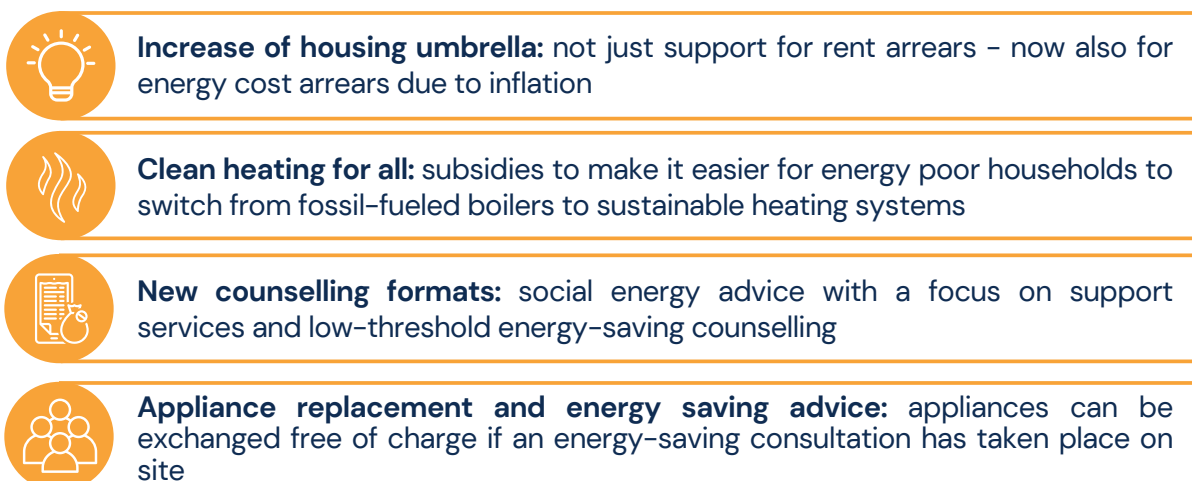 Increase of housing umbrella: not just support for rent arrears - now also for
energy cost arrears due to inflation
Clean heating for all: subsidies to make it easier for energy poor households to
switch from fossil-fueled boilers to sustainable heating systems
New counselling formats: social energy advice with a focus on support
services and low-threshold energy-saving counselling
Appliance replacement and energy saving advice: appliances can be
exchanged free of charge if an energy-saving consultation has taken place on
site